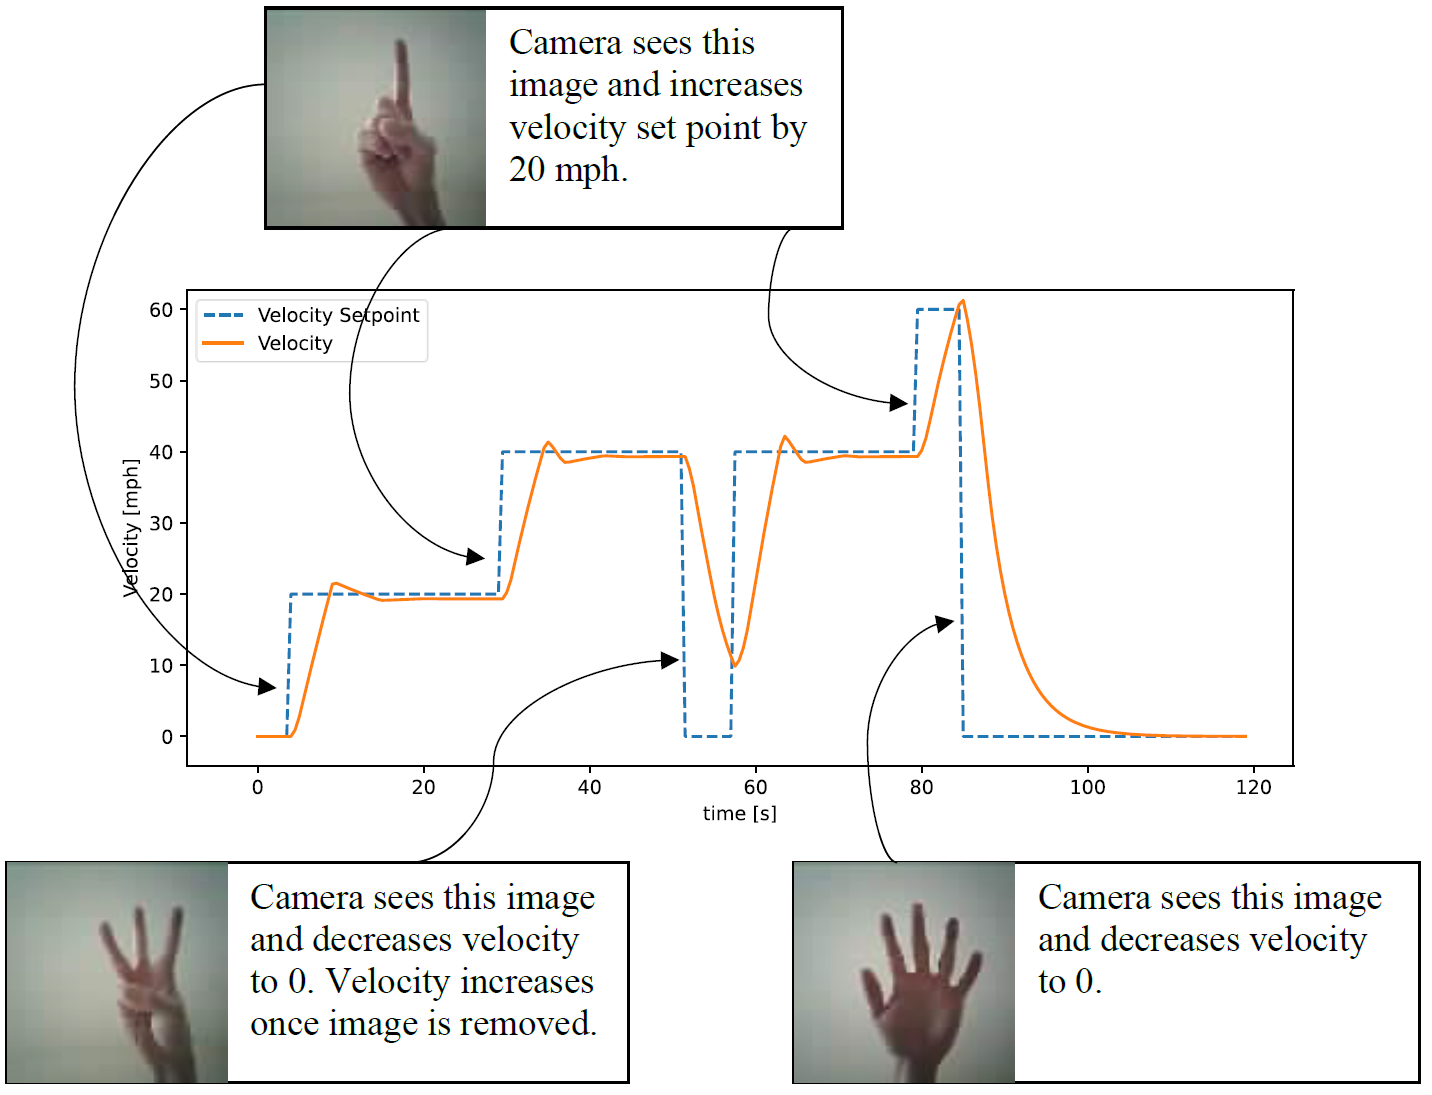 Camera sees this
image and increases
velocity set point by
20 mph.
Velocity Setpoint
Velocity
60
50
40
30
20
10
0
Velocity [mph]
0 20 40 60 80 100 120
time [s]
Camera sees this image
and decreases velocity
to 0. Velocity increases
once image is removed.
Camera sees this image
and decreases velocity
to 0.